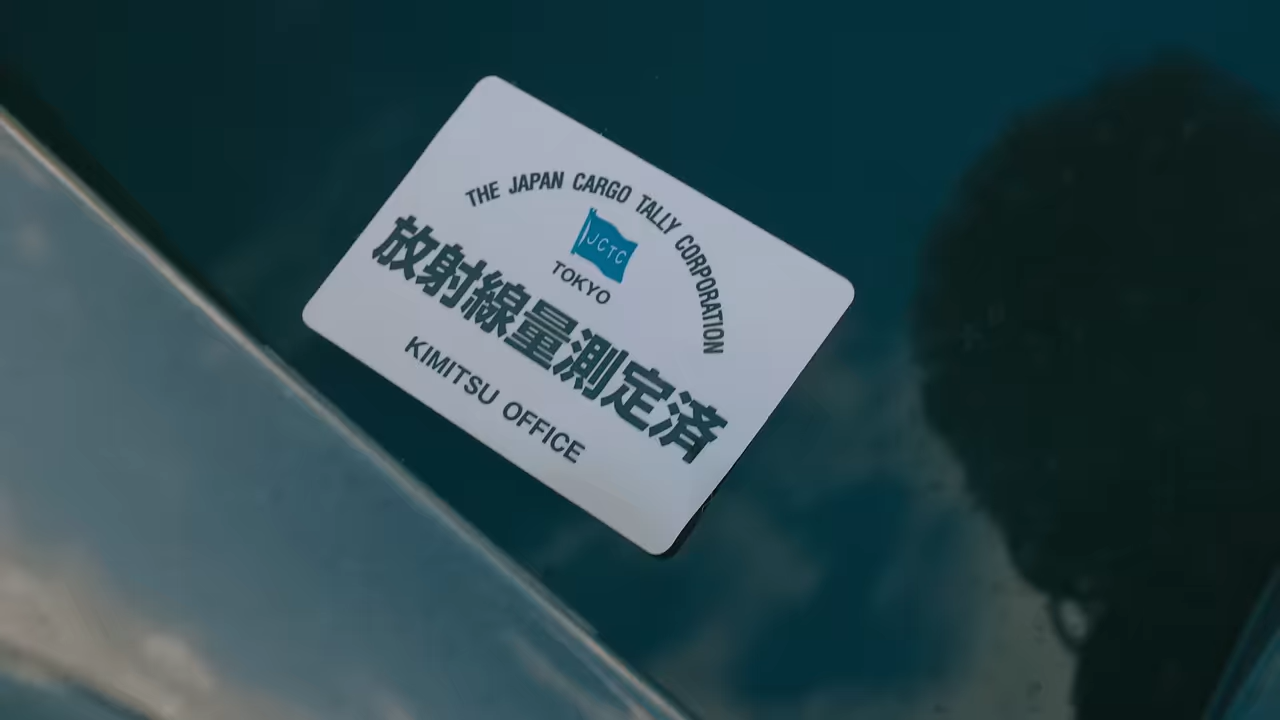 THE JAPAN CARGO TALLY CORPORATION
JCTC
TOKYO
放射線量測定済
KIMITSU OFFICE